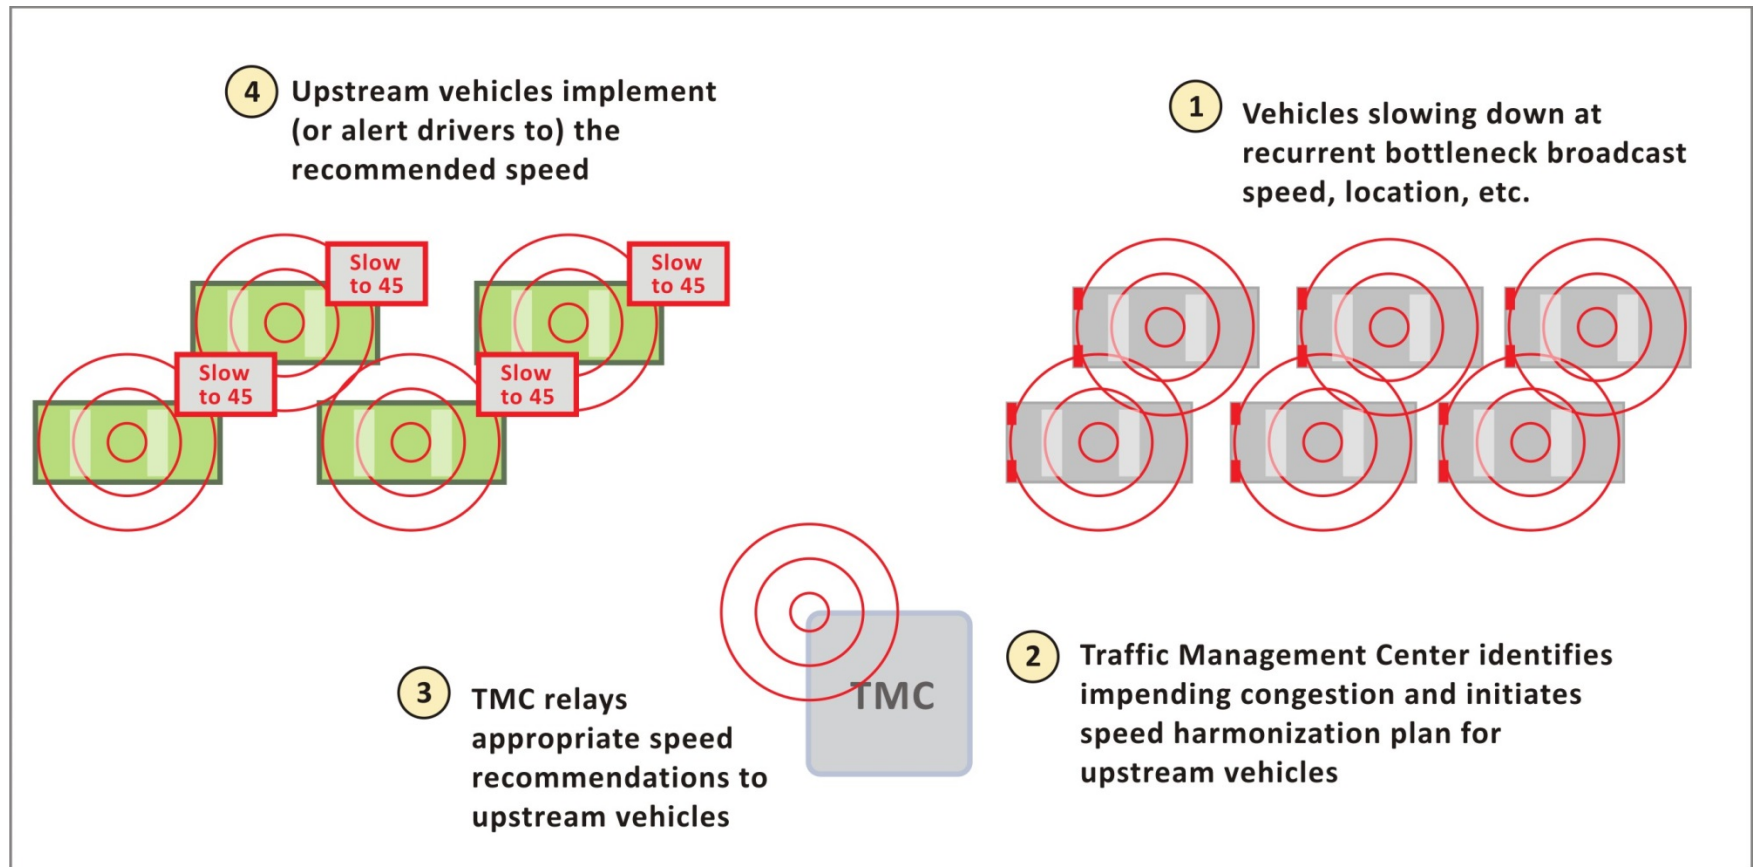 4
Upstream vehicles implement
(or alert drivers to) the
recommended speed
1
Vehicles slowing down at
recurrent bottleneck broadcast
speed, location, etc.
Slow
to 45
Slow
to 45
Slow
to 45
Slow
to 45
TMC
2
Traffic Management Center identifies
impending congestion and initiates
speed harmonization plan for
upstream vehicles
3
TMC relays
appropriate speed
recommendations to
upstream vehicles